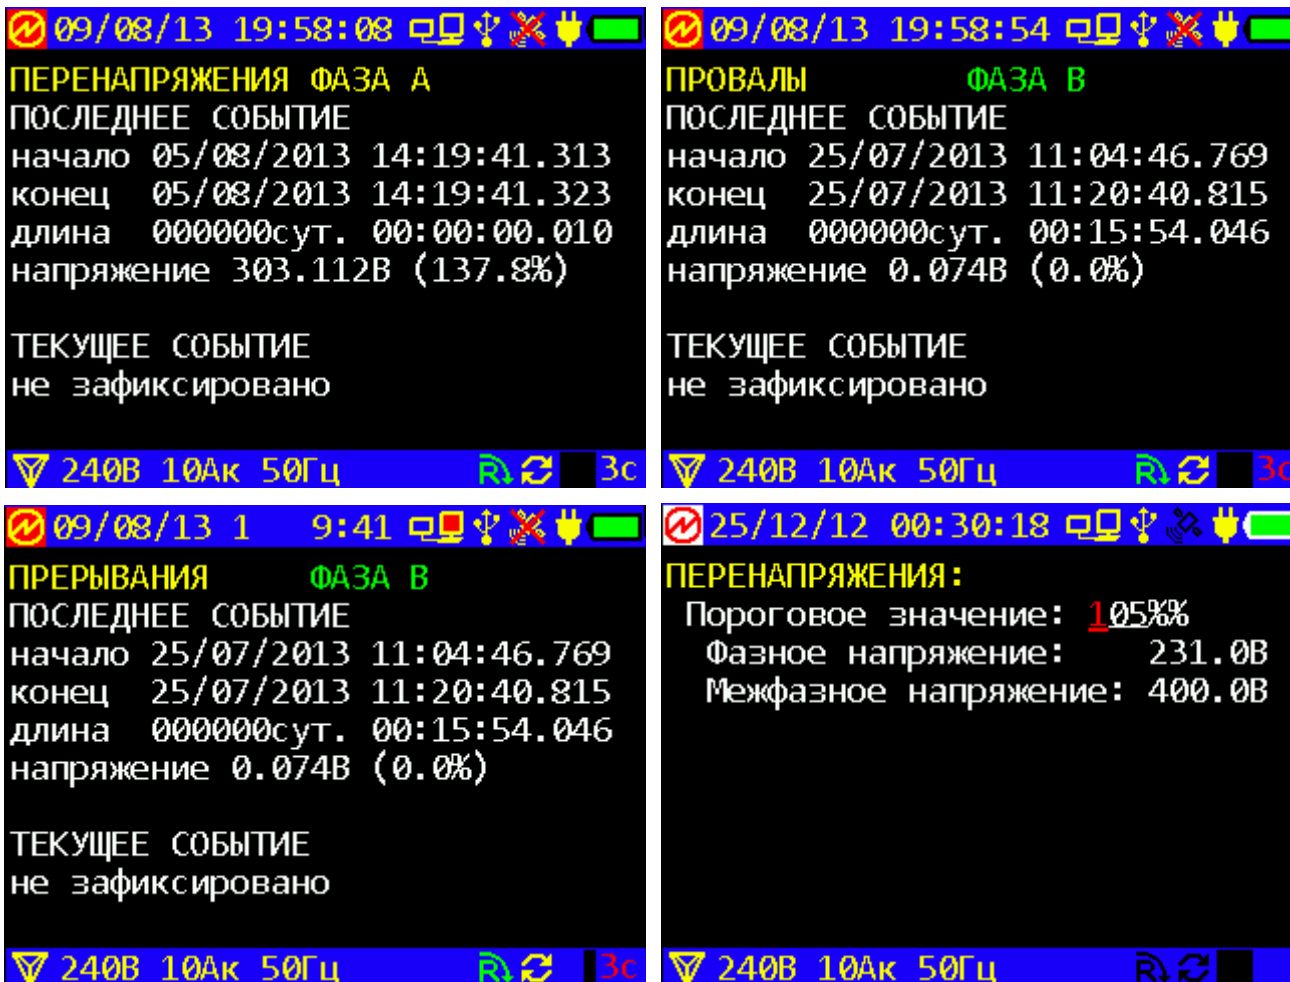 09/08/13 19:58:08
ПЕРЕНАПРЯЖЕНИЯ ФАЗА А
ПОСЛЕДНЕЕ СОБЫТИЕ
начало 05/08/2013 14:19:41.313
конец 05/08/2013 14:19:41.323
длина 000000сут. 00:00:00.010
напряжение 303.112В (137.8%)
ТЕКУЩЕЕ СОБЫТИЕ
не зафиксировано
240В 10Ак 50Гц R 3с
09/08/13 19:58:54
ПРОВАЛЫ ФАЗА В
ПОСЛЕДНЕЕ СОБЫТИЕ
начало 25/07/2013 11:04:46.769
конец 25/07/2013 11:20:40.815
длина 000000сут. 00:15:54.046
напряжение 0.074В (0.0%)
ТЕКУЩЕЕ СОБЫТИЕ
не зафиксировано
240В 10Ак 50Гц R 3с
09/08/13 1 9:41
ПРЕРЫВАНИЯ ФАЗА В
ПОСЛЕДНЕЕ СОБЫТИЕ
начало 25/07/2013 11:04:46.769
конец 25/07/2013 11:20:40.815
длина 000000сут. 00:15:54.046
напряжение 0.074В (0.0%)
ТЕКУЩЕЕ СОБЫТИЕ
не зафиксировано
240В 10Ак 50Гц R 3с
25/12/12 00:30:18
ПЕРЕНАПРЯЖЕНИЯ:
Пороговое значение: 105%%
Фазное напряжение: 231.0В
Межфазное напряжение: 400.0В
240В 10Ак 50Гц R